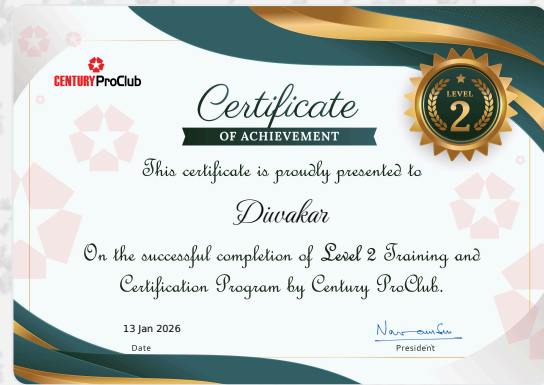 CENTURY ProClub
LEVEL
2
Certificate
OF ACHIEVEMENT
This certificate is proudly presented to
Diwakar
On the successful completion of Level 2 Training and
Certification Program by Century ProClub.
13 Jan 2026
Date
President